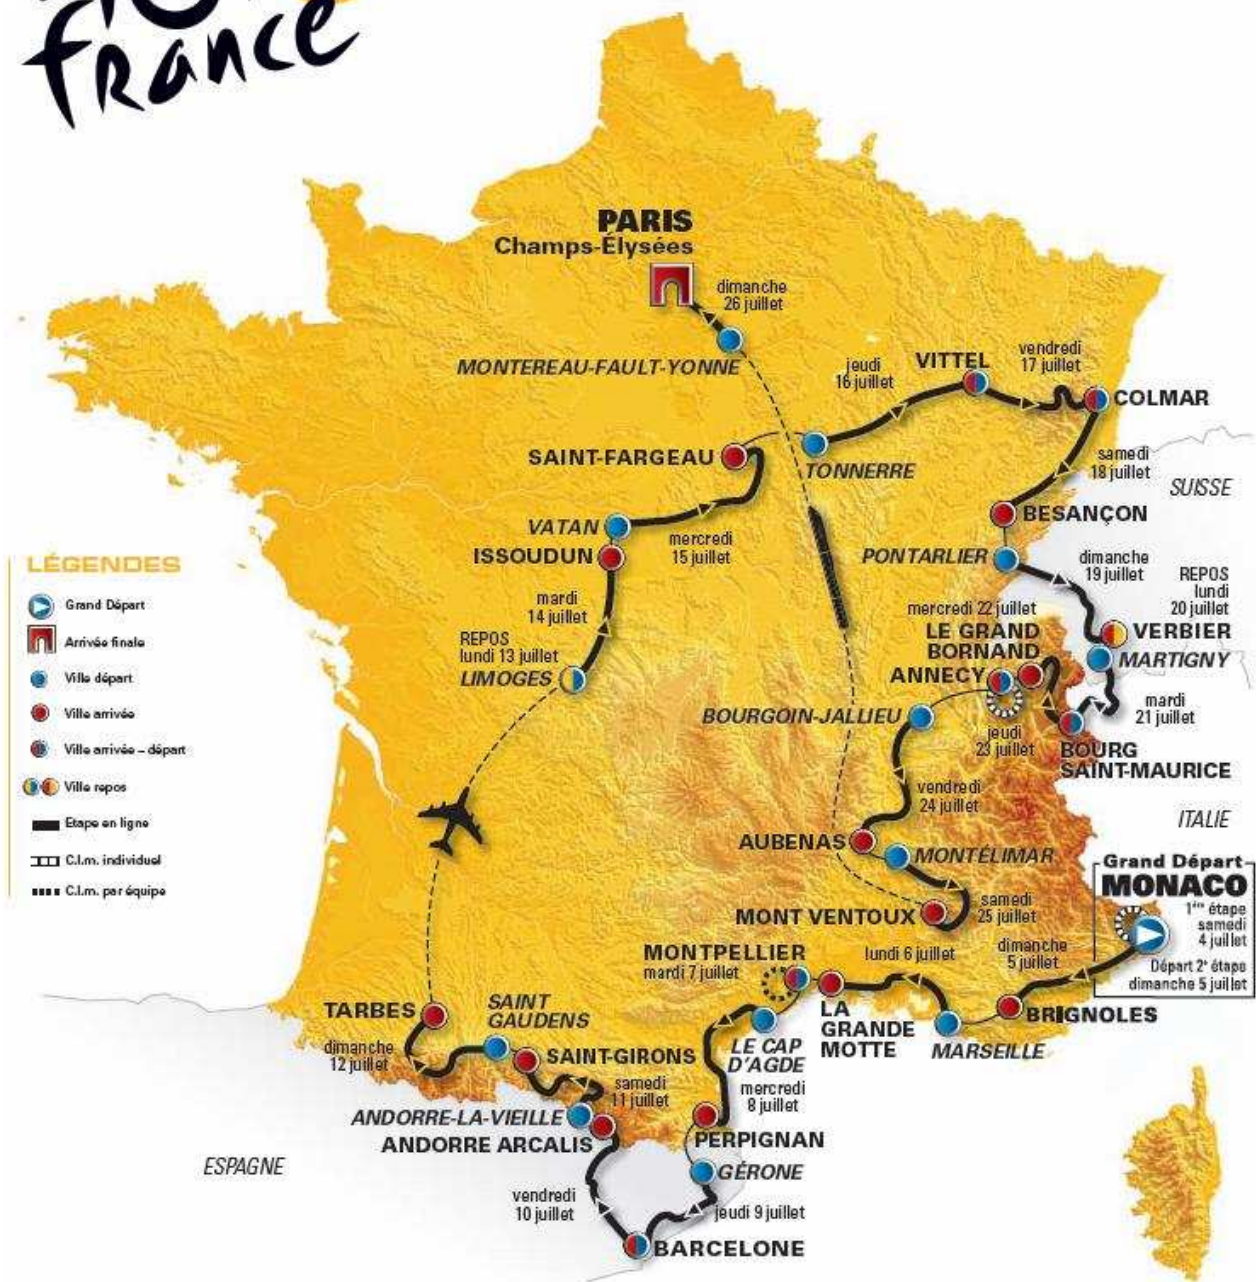 france
PARIS
Champs-Élysées
dimanche
26 juillet
MONTEREAU-FAULT-YONNE
jeudi
16 juillet
VITTEL
vendredi
17 juillet
COLMAR
SAINT-FARGEAU
TONNERRE
samedi
18 juillet
SUISSE
VATAN
mercredi
15 juillet
ISSOUDUN
BESANÇON
PONTARLIER
dimanche
19 juillet
REPOS
lundi
20 juillet
mardi
14 juillet
REPOS
lundi 13 juillet
LIMOGES
mercredi 22 juillet
LE GRAND
BORNAND
VERBIER
MARTIGNY
ANNECY
mardi
21 juillet
BOURGOIN-JALLIEU
jeudi
23 juillet
BOURG
SAINT-MAURICE
vendredi
24 juillet
ITALIE
AUBENAS
MONTÉLIMAR
samedi
25 juillet
MONT VENTOUX
Grand Départ
MONACO
1ère étape
samedi
4 juillet
Départ 2e étape
dimanche 5 juillet
MONTPELLIER
mardi 7 juillet
lundi 6 juillet
dimanche
5 juillet
BRIGNOLES
LA
GRANDE
MOTTE
MARSEILLE
LE CAP
D'AGDE
mercredi
8 juillet
TARBES
SAINT
GAUDENS
dimanche
12 juillet
SAINT-GIRONS
samedi
11 juillet
ANDORRE-LA-VIEILLE
ANDORRE ARCALIS
PERPIGNAN
GÉRONE
ESPAGNE
vendredi
10 juillet
jeudi 9 juillet
BARCELONE
LÉGENDES
Grand Départ
Arrivée finale
Ville départ
Ville arrivée
Ville arrivée – départ
Ville repos
Etape en ligne
C.l.m. individuel
C.l.m. par équipe